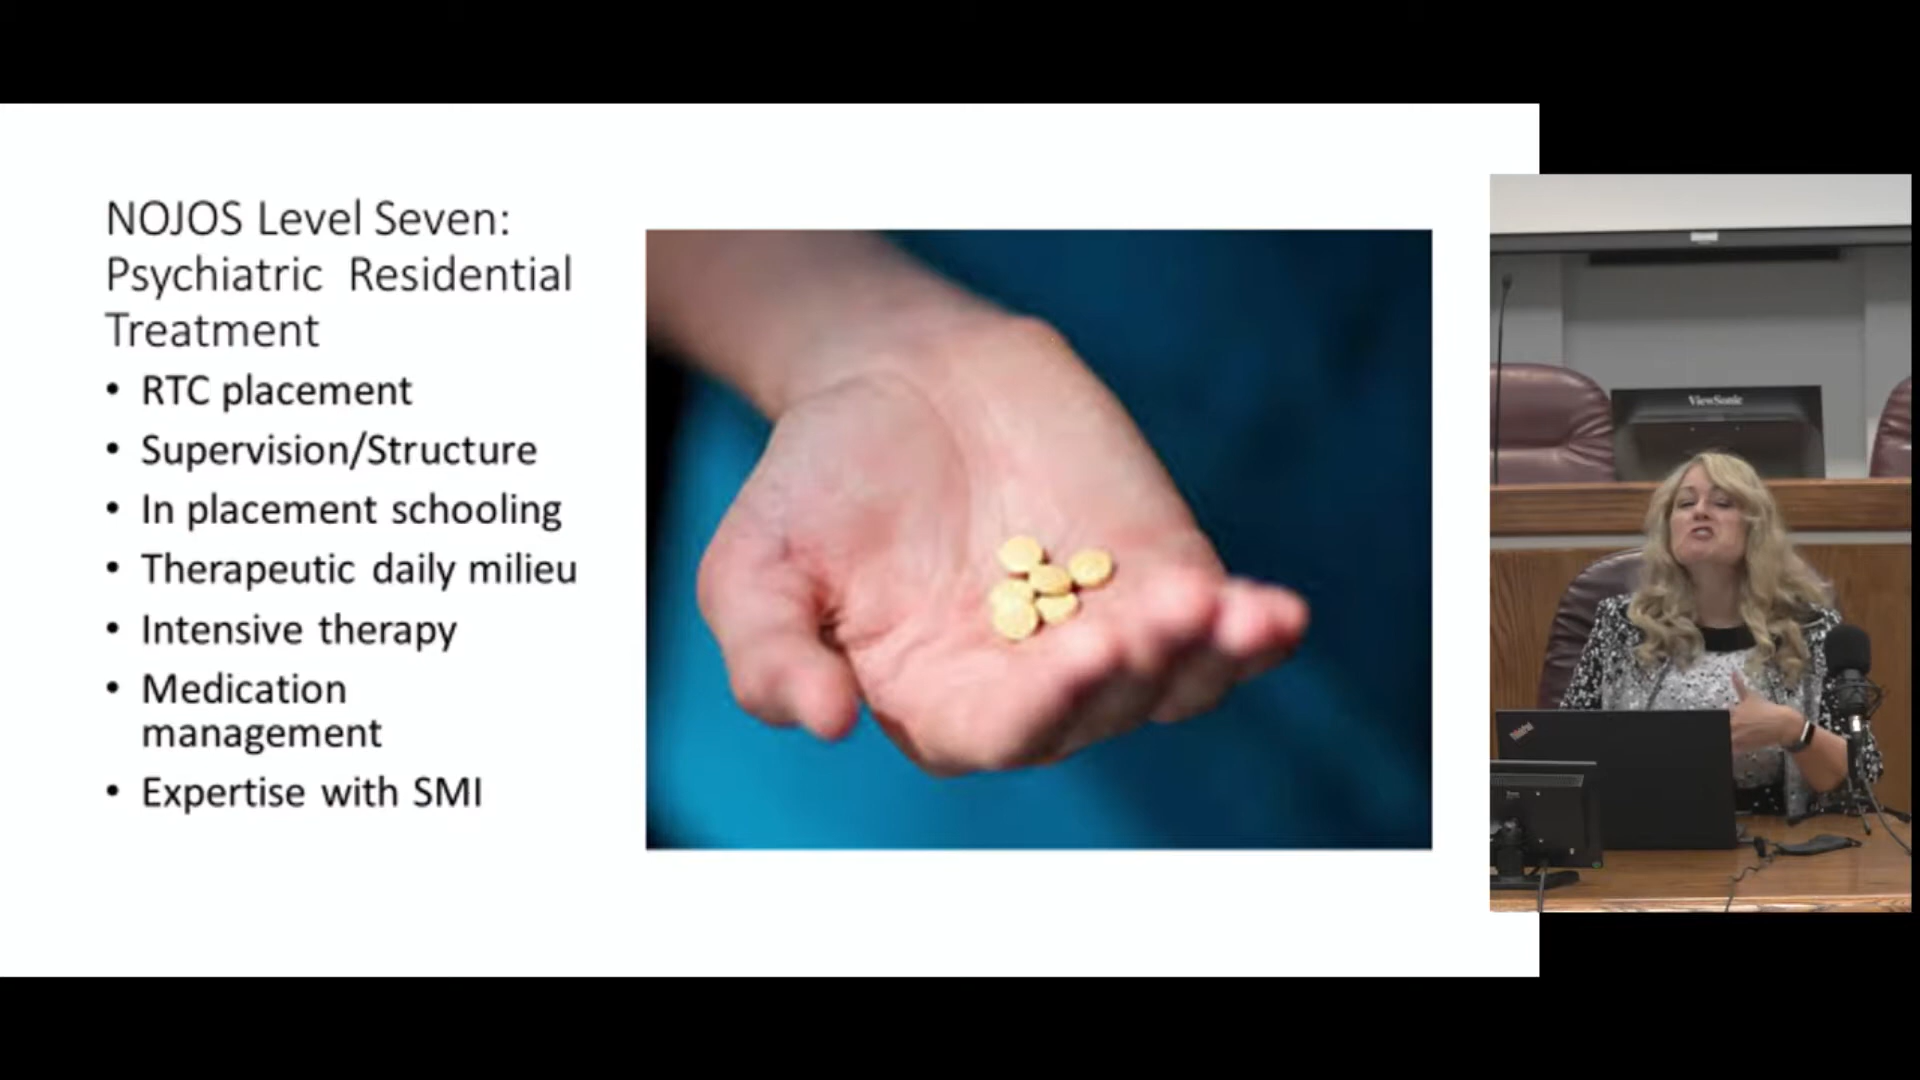 NOJOS Level Seven:
Psychiatric Residential
Treatment
• RTC placement
• Supervision/Structure
• In placement schooling
• Therapeutic daily milieu
• Intensive therapy
• Medication
management
• Expertise with SMI
ViewSonic
ThinkPad